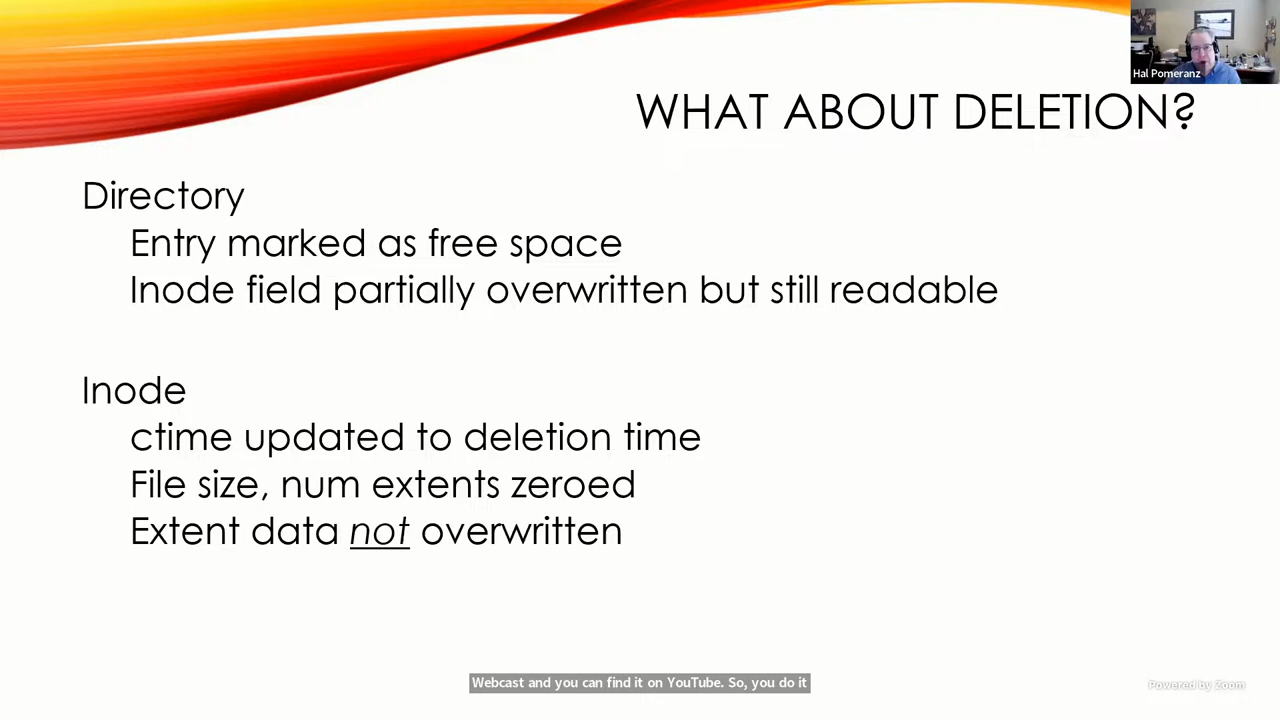 Hal Pomeranz
WHAT ABOUT DELETION?
Directory
Entry marked as free space
Inode field partially overwritten but still readable
Inode
ctime updated to deletion time
File size, num extents zeroed
Extent data not overwritten
Webcast and you can find it on YouTube. So, you do it
Powered by Zoom